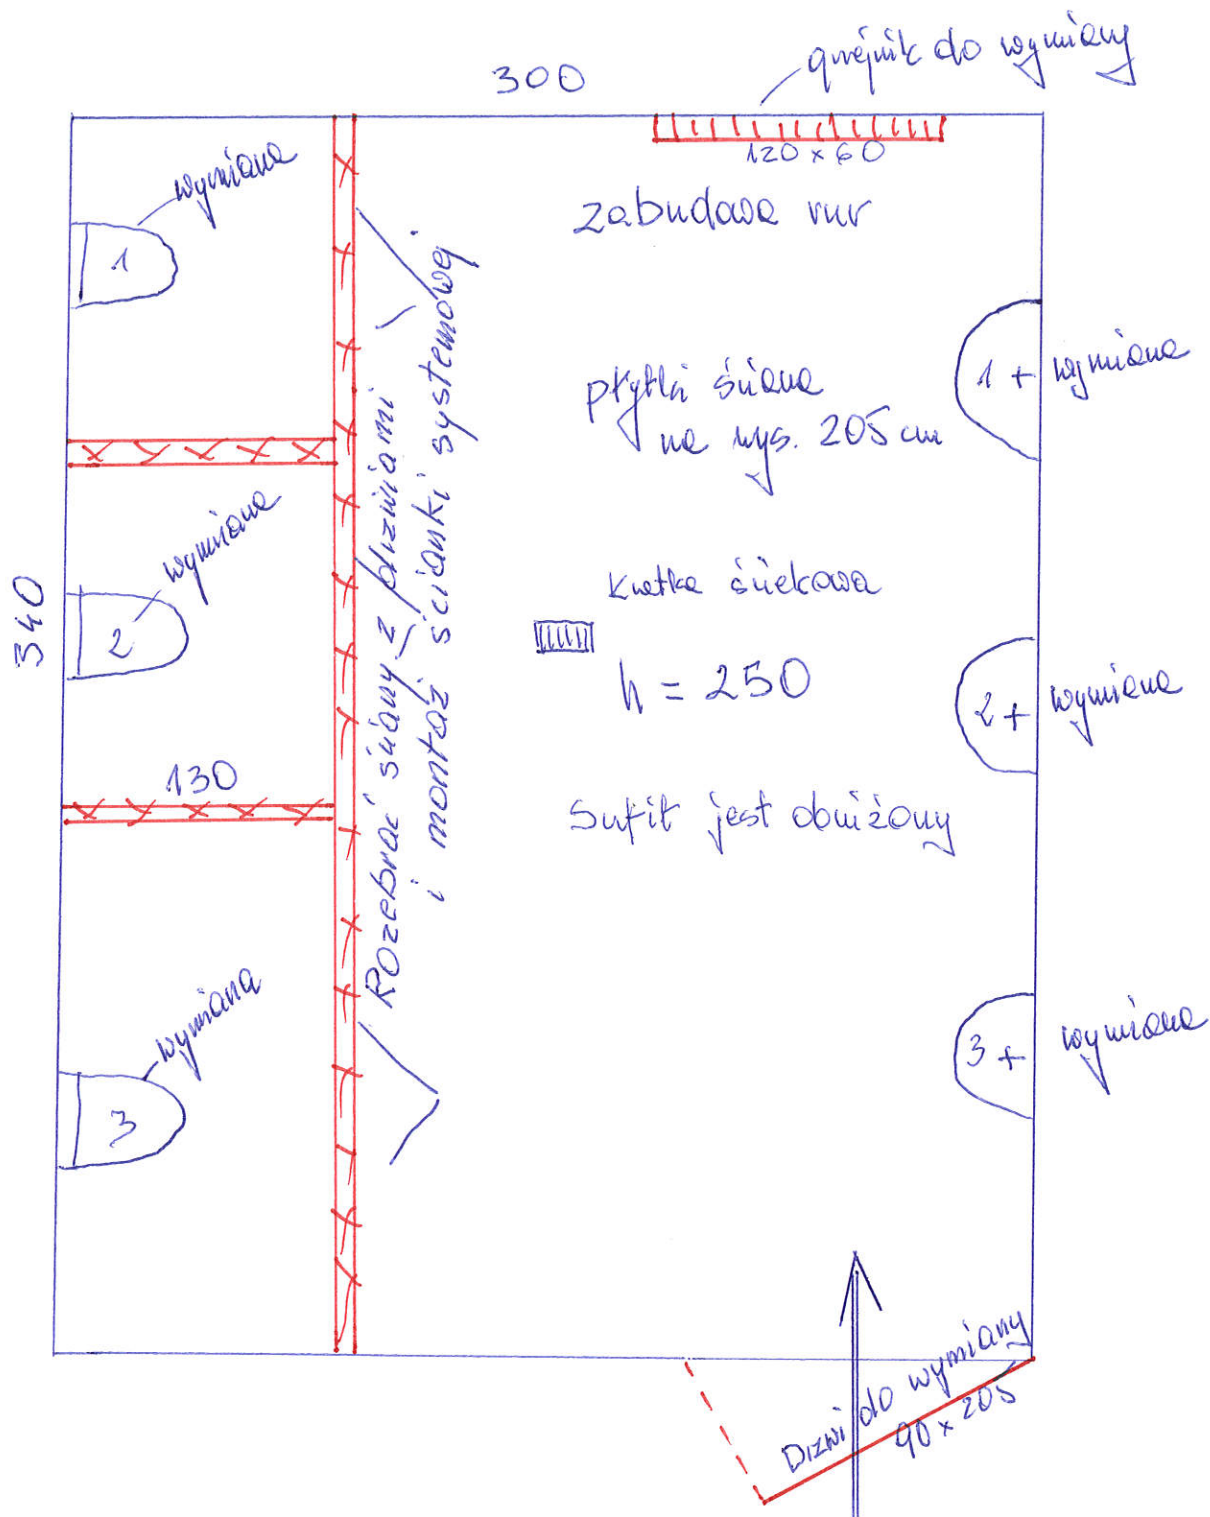 300
grzejnik do wymiany
120 x 60
zabudowa rur
wymiana
1
1 + wymiana
płytki ściana
na wys. 205 cm
Rozebrać ściany z drzwiami
i montaż ścianki systemowej
340
wymiana
2
Kratka ściekowa
h = 250
2 + wymiana
130
Sufit jest obniżony
wymiana
3
3 + wymiana
Drzwi do wymiany
90 x 205